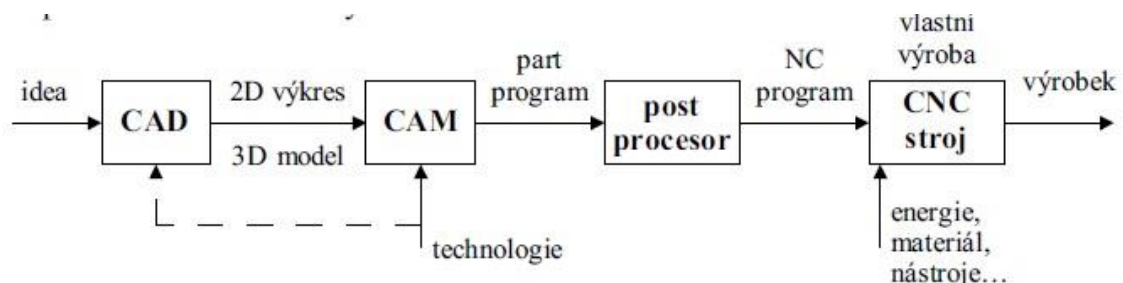 idea
CAD
2D výkres
3D model
CAM
part
program
post
procesor
NC
program
vlastní
výroba
CNC
stroj
výrobek
technologie
energie,
materiál,
nástroje…